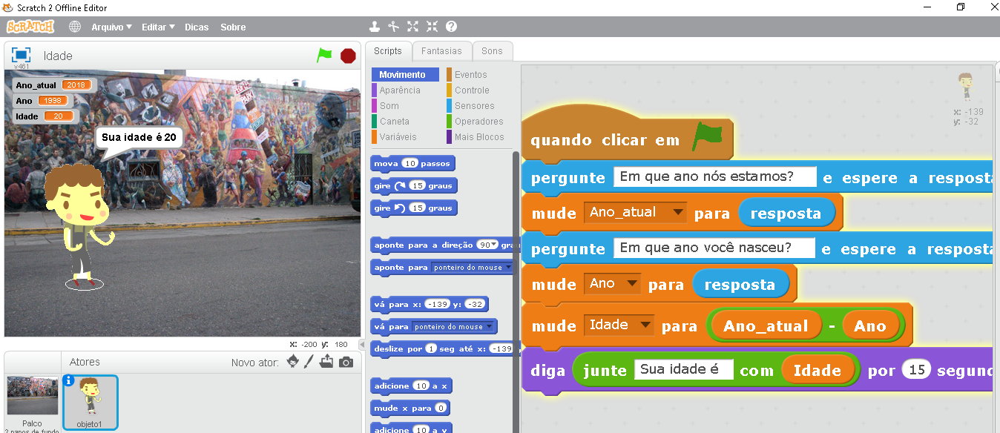 Scratch 2 Offline Editor
SCRATCH Arquivo Editar Dicas Sobre
Idade
v461
Scripts Fantasias Sons
Ano_atual 2018
Ano 1998
Idade 20
Sua idade é 20
x: -200 y: 180
Atores Novo ator:
Palco
2 panos de fundo
objeto1
Movimento Eventos
Aparência Controle
Som Sensores
Caneta Operadores
Variáveis Mais Blocos
mova 10 passos
gire 15 graus
gire 15 graus
aponte para a direção 90 grau
aponte para ponteiro do mouse
vá para x: -139 y: -32
vá para ponteiro do mouse
deslize por 1 seg até x: -139
adicione 10 a x
mude x para 0
adicione 10 a y
x: -139
y: -32
quando clicar em
pergunte Em que ano nós estamos? e espere a resposta
mude Ano_atual para resposta
pergunte Em que ano você nasceu? e espere a resposta
mude Ano para resposta
mude Idade para Ano_atual - Ano
diga junte Sua idade é com Idade por 15 segund